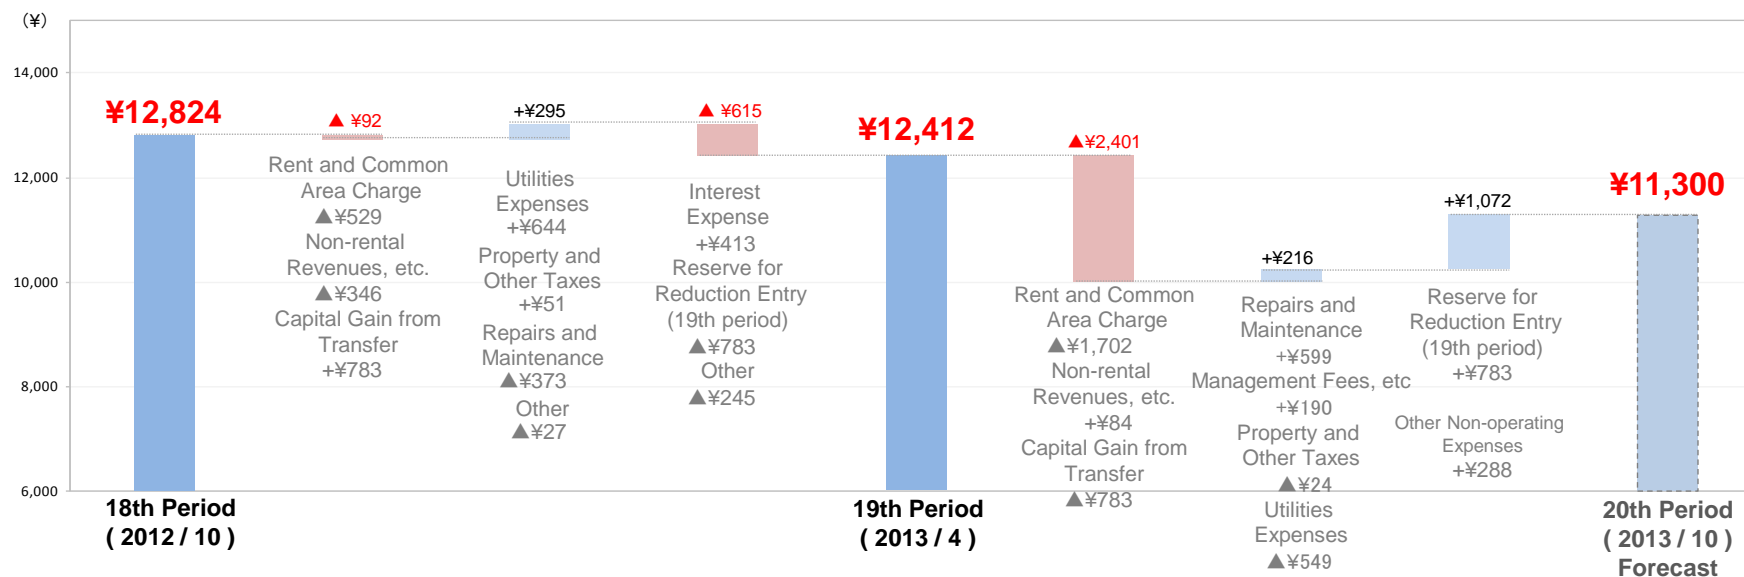 (¥)
14,000
12,000
10,000
8,000
6,000
¥12,824
18th Period
( 2012 / 10 )
▲ ¥92
Rent and Common
Area Charge
▲¥529
Non-rental
Revenues, etc.
▲¥346
Capital Gain from
Transfer
+¥783
+¥295
Utilities
Expenses
+¥644
Property and
Other Taxes
+¥51
Repairs and
Maintenance
▲¥373
Other
▲¥27
▲ ¥615
Interest
Expense
+¥413
Reserve for
Reduction Entry
(19th period)
▲¥783
Other
▲¥245
¥12,412
19th Period
( 2013 / 4 )
▲¥2,401
Rent and Common
Area Charge
▲¥1,702
Non-rental
Revenues, etc.
+¥84
Capital Gain from
Transfer
▲¥783
+¥216
Repairs and
Maintenance
+¥599
Management Fees, etc
+¥190
Property and
Other Taxes
▲¥24
Utilities
Expenses
▲¥549
+¥1,072
Reserve for
Reduction Entry
(19th period)
+¥783
Other Non-operating
Expenses
+¥288
¥11,300
20th Period
( 2013 / 10 )
Forecast